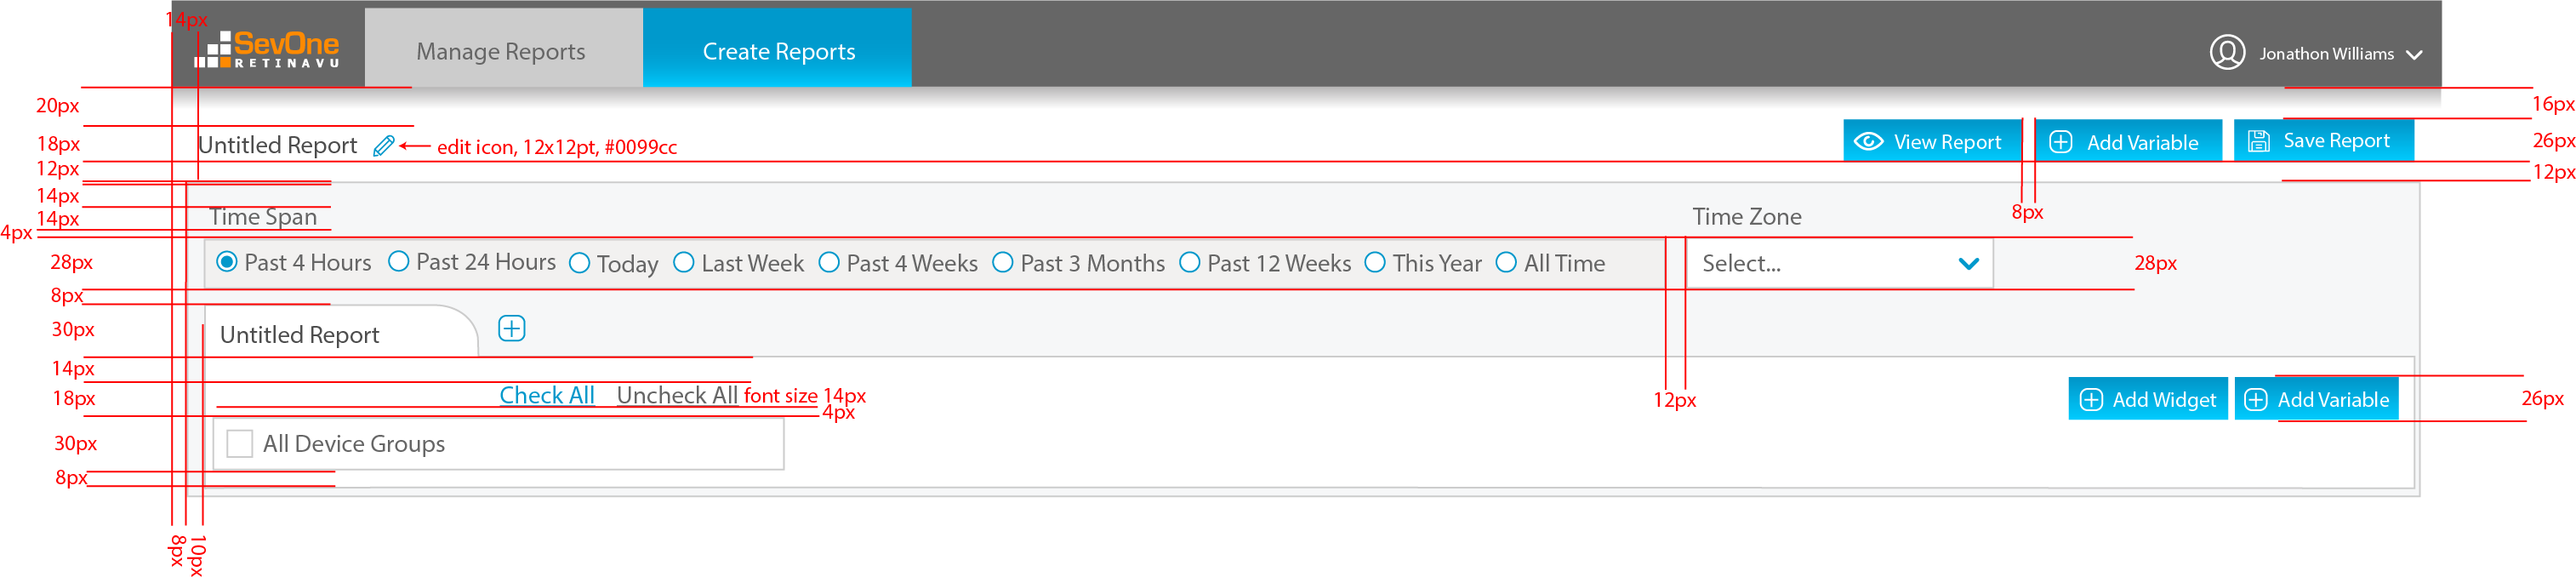 14px
SevOne
RETINAVU
Manage Reports
Create Reports
Jonathon Williams
20px
16px
18px
Untitled Report
edit icon, 12x12pt, #0099cc
View Report
Add Variable
Save Report
26px
12px
12px
14px
14px
Time Span
8px
Time Zone
4px
28px
Past 4 Hours
Past 24 Hours
Today
Last Week
Past 4 Weeks
Past 3 Months
Past 12 Weeks
This Year
All Time
Select...
28px
8px
30px
Untitled Report
14px
18px
Check All
Uncheck All
font size 14px
4px
12px
Add Widget
Add Variable
26px
30px
All Device Groups
8px
8px
10px